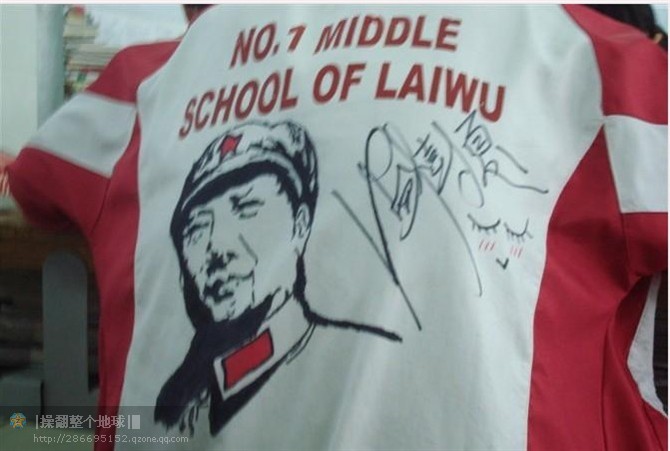 NO.7 MIDDLE
SCHOOL OF LAIWU
|操翻整个地球|
http://286695152.qzone.qq.com